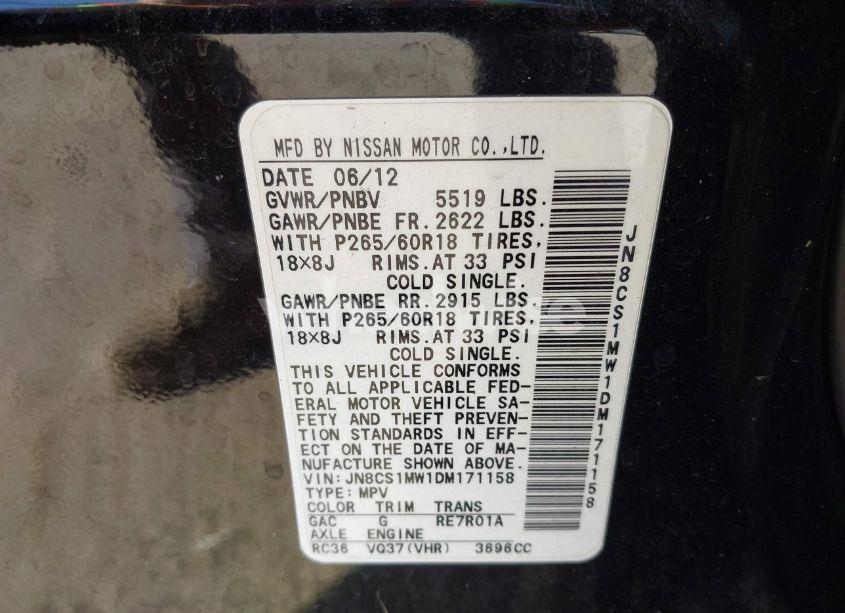 MFD BY NISSAN MOTOR CO.,LTD.
DATE 06/12
GVWR/PNBV 5519 LBS.
GAWR/PNBE FR.2622 LBS.
WITH P265/60R18 TIRES,
18×8J RIMS.AT 33 PSI
COLD SINGLE.
GAWR/PNBE RR.2915 LBS.
WITH P265/60R18 TIRES,
18×8J RIMS.AT 33 PSI
COLD SINGLE.
THIS VEHICLE CONFORMS
TO ALL APPLICABLE FED-
ERAL MOTOR VEHICLE SA-
FETY AND THEFT PREVEN-
TION STANDARDS IN EFF-
ECT ON THE DATE OF MA-
NUFACTURE SHOWN ABOVE.
VIN:JN8CS1MW1DM171158
TYPE:MPV
COLOR TRIM TRANS
GAC G RE7R01A
AXLE ENGINE
RC36 VQ37(VHR) 3696CC
JN8CS1MW1DM171158